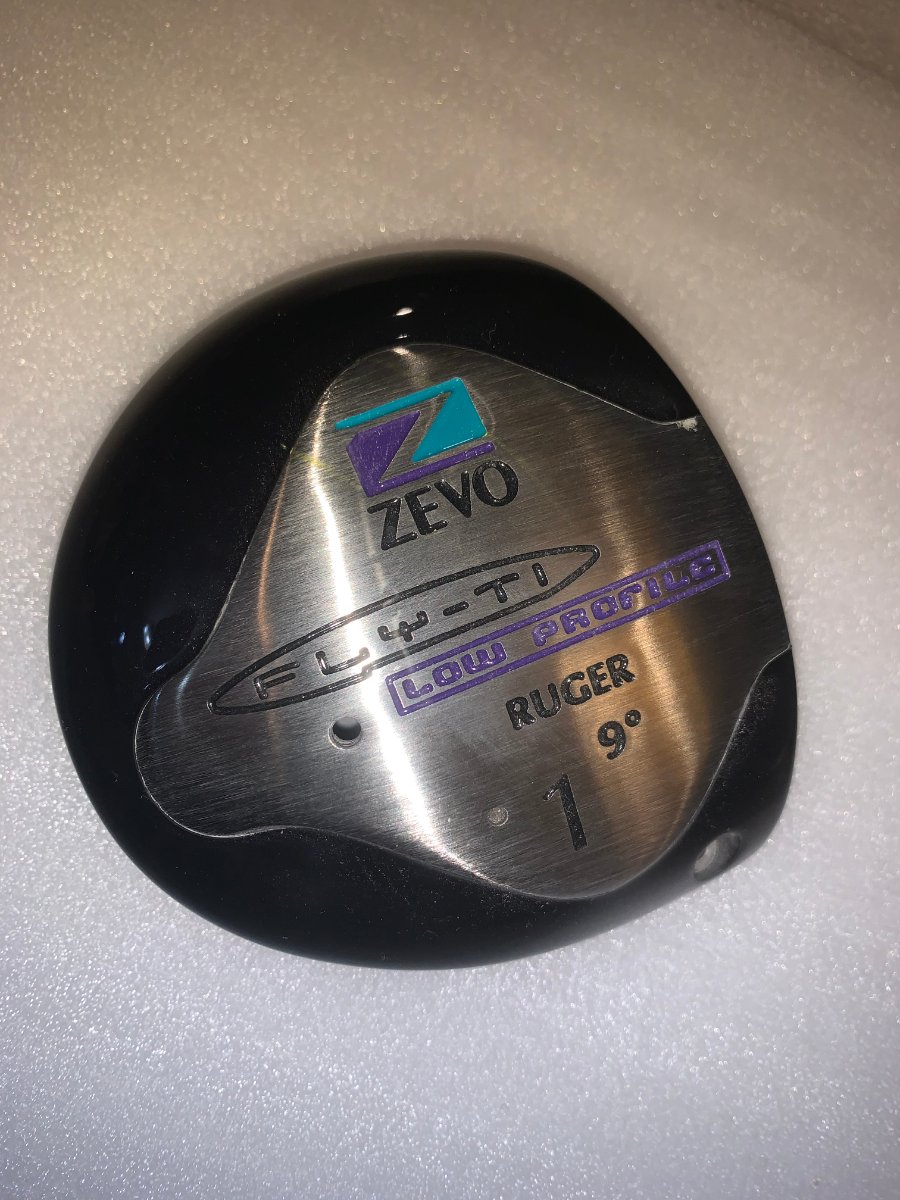 ZEVO
FLY-TI
LOW PROFILE
RUGER
9°
1